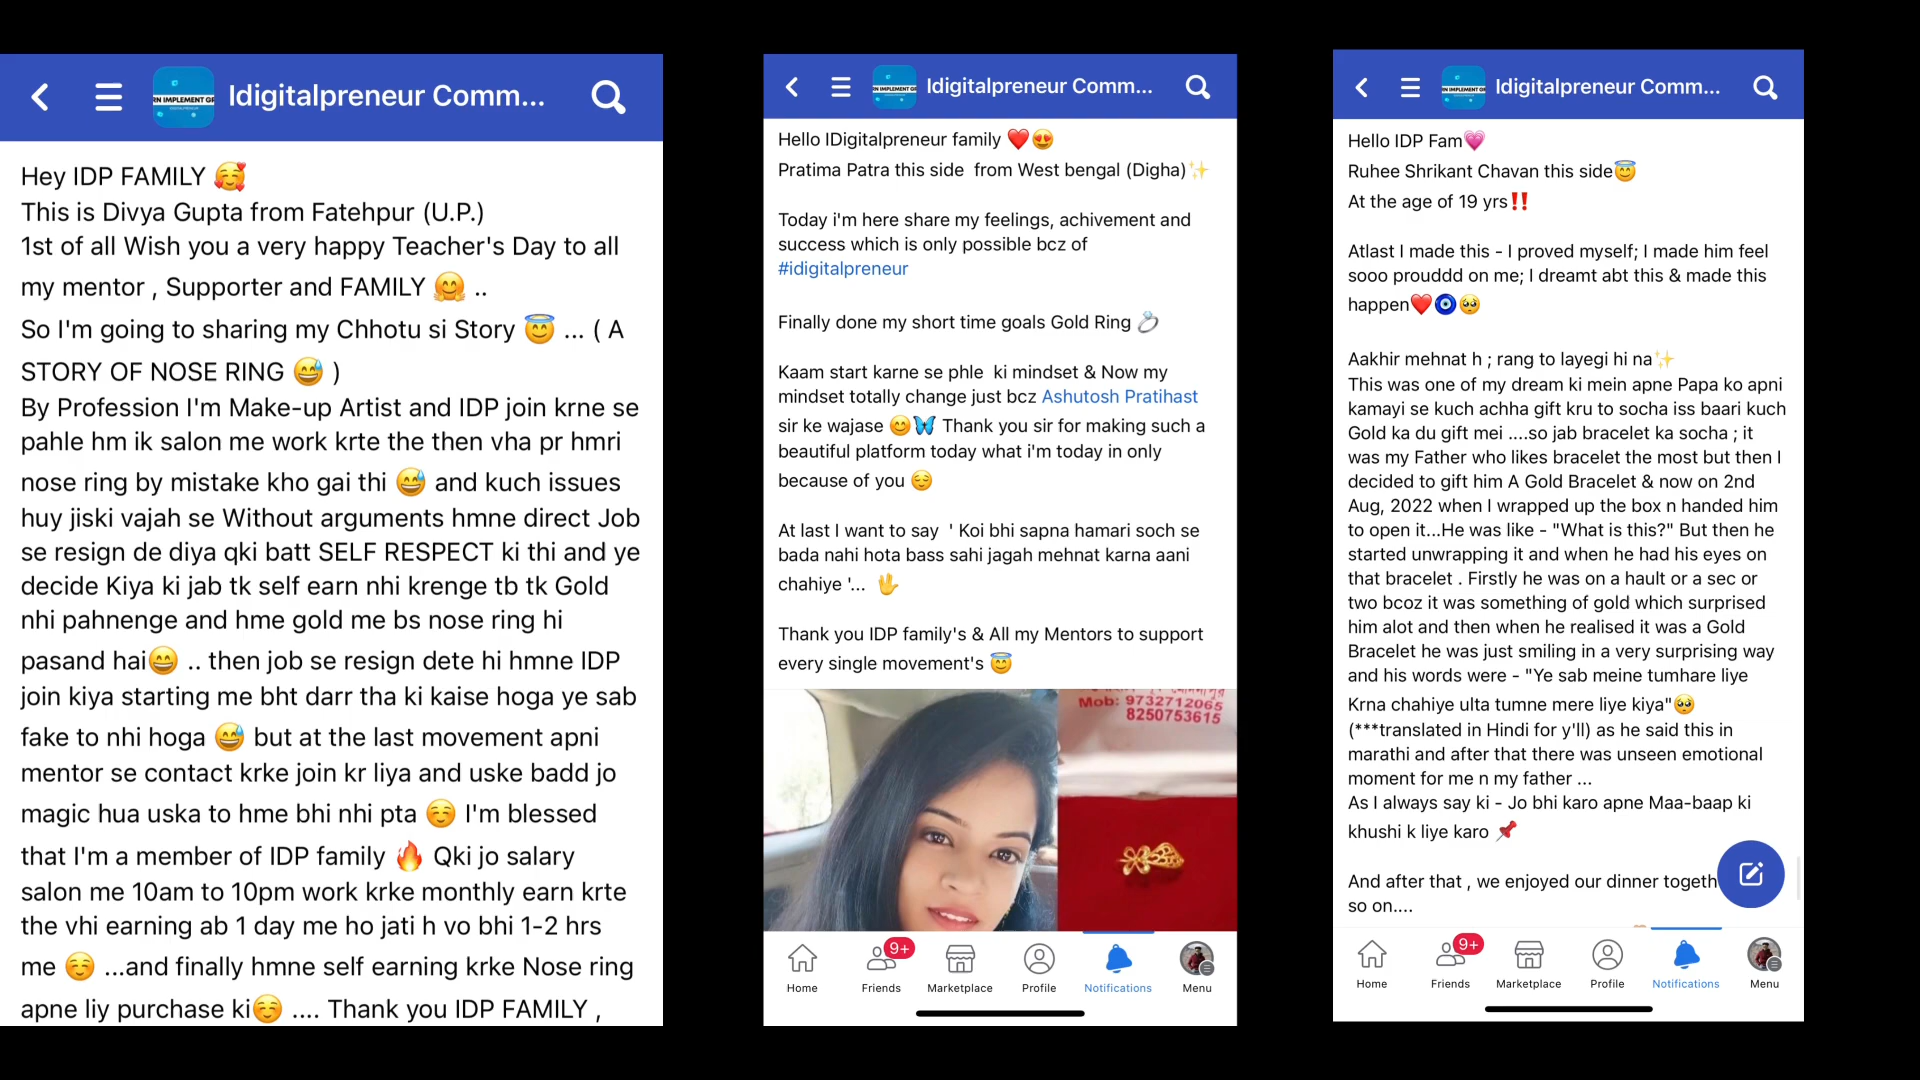 Idigitalpreneur Comm...
Hey IDP FAMILY 🥰
This is Divya Gupta from Fatehpur (U.P.)
1st of all Wish you a very happy Teacher's Day to all
my mentor , Supporter and FAMILY 🤗 ..
So I'm going to sharing my Chhotu si Story 😇 ... ( A
STORY OF NOSE RING 😅 )
By Profession I'm Make-up Artist and IDP join krne se
pahle hm ik salon me work krte the then vha pr hmri
nose ring by mistake kho gai thi 😅 and kuch issues
huy jiski vajah se Without arguments hmne direct Job
se resign de diya qki batt SELF RESPECT ki thi and ye
decide Kiya ki jab tk self earn nhi krenge tb tk Gold
nhi pahnenge and hme gold me bs nose ring hi
pasand hai😄 .. then job se resign dete hi hmne IDP
join kiya starting me bht darr tha ki kaise hoga ye sab
fake to nhi hoga 😅 but at the last movement apni
mentor se contact krke join kr liya and uske badd jo
magic hua uska to hme bhi nhi pta ☺️ I'm blessed
that I'm a member of IDP family 🔥 Qki jo salary
salon me 10am to 10pm work krke monthly earn krte
the vhi earning ab 1 day me ho jati h vo bhi 1-2 hrs
me ☺️ ...and finally hmne self earning krke Nose ring
apne liy purchase ki☺️ .... Thank you IDP FAMILY ,
Idigitalpreneur Comm...
Hello IDigitalpreneur family ❤️😍
Pratima Patra this side from West bengal (Digha)✨
Today i'm here share my feelings, achivement and
success which is only possible bcz of
#idigitalpreneur
Finally done my short time goals Gold Ring 💍
Kaam start karne se phle ki mindset & Now my
mindset totally change just bcz Ashutosh Pratihast
sir ke wajase 😊🦋 Thank you sir for making such a
beautiful platform today what i'm today in only
because of you 😌
At last I want to say ' Koi bhi sapna hamari soch se
bada nahi hota bass sahi jagah mehnat karna aani
chahiye '... 🖖
Thank you IDP family's & All my Mentors to support
every single movement's 😇
Mob: 9732712065
8250753615
9+
Home Friends Marketplace Profile Notifications Menu
Idigitalpreneur Comm...
Hello IDP Fam💗
Ruhee Shrikant Chavan this side😇
At the age of 19 yrs‼️
Atlast I made this - I proved myself; I made him feel
sooo prouddd on me; I dreamt abt this & made this
happen❤️🧿🥺
Aakhir mehnat h ; rang to layegi hi na✨
This was one of my dream ki mein apne Papa ko apni
kamayi se kuch achha gift kru to socha iss baari kuch
Gold ka du gift mei ....so jab bracelet ka socha ; it
was my Father who likes bracelet the most but then I
decided to gift him A Gold Bracelet & now on 2nd
Aug, 2022 when I wrapped up the box n handed him
to open it...He was like - "What is this?" But then he
started unwrapping it and when he had his eyes on
that bracelet . Firstly he was on a hault or a sec or
two bcoz it was something of gold which surprised
him alot and then when he realised it was a Gold
Bracelet he was just smiling in a very surprising way
and his words were - "Ye sab meine tumhare liye
Krna chahiye ulta tumne mere liye kiya"🥺
(***translated in Hindi for y'll) as he said this in
marathi and after that there was unseen emotional
moment for me n my father ...
As I always say ki - Jo bhi karo apne Maa-baap ki
khushi k liye karo 📌
And after that , we enjoyed our dinner togeth
so on....
9+
Home Friends Marketplace Profile Notifications Menu